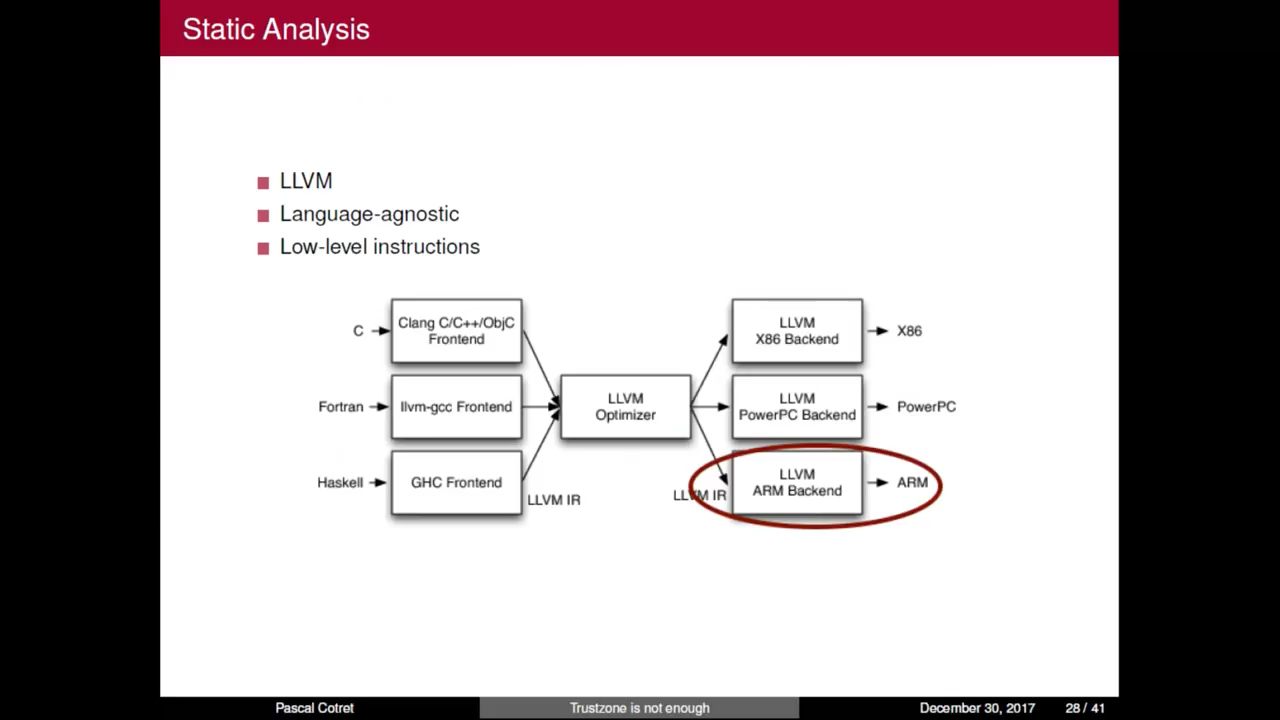 Static Analysis
LLVM
Language-agnostic
Low-level instructions
C
Clang C/C++/ObjC
Frontend
LLVM
X86 Backend
X86
Fortran
llvm-gcc Frontend
LLVM
Optimizer
LLVM
PowerPC Backend
PowerPC
Haskell
GHC Frontend
LLVM IR
LLVM IR
LLVM
ARM Backend
ARM
Pascal Cotret
Trustzone is not enough
December 30, 2017
28 / 41